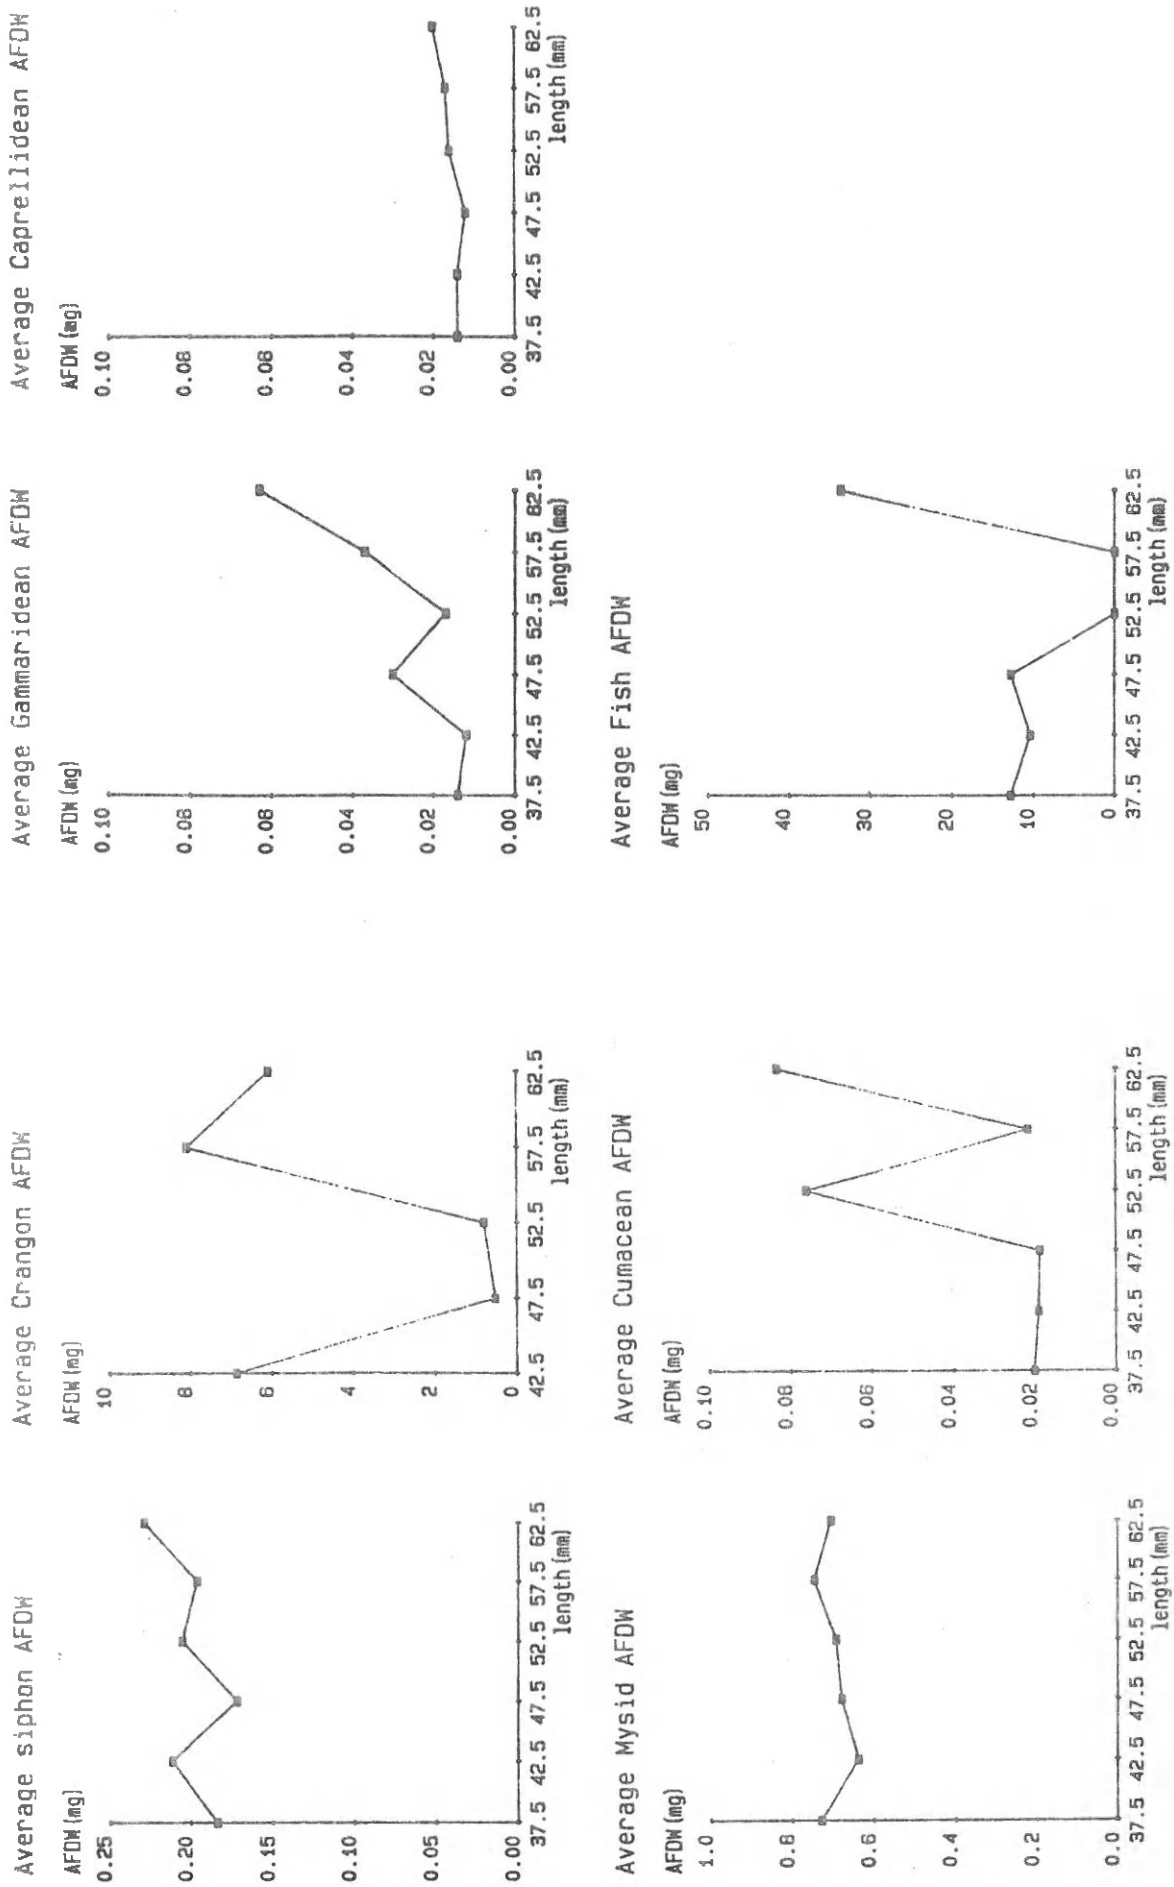 Average siphon AFDW
AFDW (mg)
0.25
0.20
0.15
0.10
0.05
0.00
37.5 42.5 47.5 52.5 57.5 62.5
length (mm)
Average Crangon AFDW
AFDW (mg)
10
8
6
4
2
0
42.5 47.5 52.5 57.5 62.5
length (mm)
Average Gammaridean AFDW
AFDW (mg)
0.10
0.08
0.06
0.04
0.02
0.00
37.5 42.5 47.5 52.5 57.5 62.5
length (mm)
Average Caprellidean AFDW
AFDW (mg)
0.10
0.08
0.06
0.04
0.02
0.00
37.5 42.5 47.5 52.5 57.5 62.5
length (mm)
Average Mysid AFDW
AFDW (mg)
1.0
0.8
0.6
0.4
0.2
0.0
37.5 42.5 47.5 52.5 57.5 62.5
length (mm)
Average Cumacean AFDW
AFDW (mg)
0.10
0.08
0.06
0.04
0.02
0.00
37.5 42.5 47.5 52.5 57.5 62.5
length (mm)
Average Fish AFDW
AFDW (mg)
50
40
30
20
10
0
37.5 42.5 47.5 52.5 57.5 62.5
length (mm)